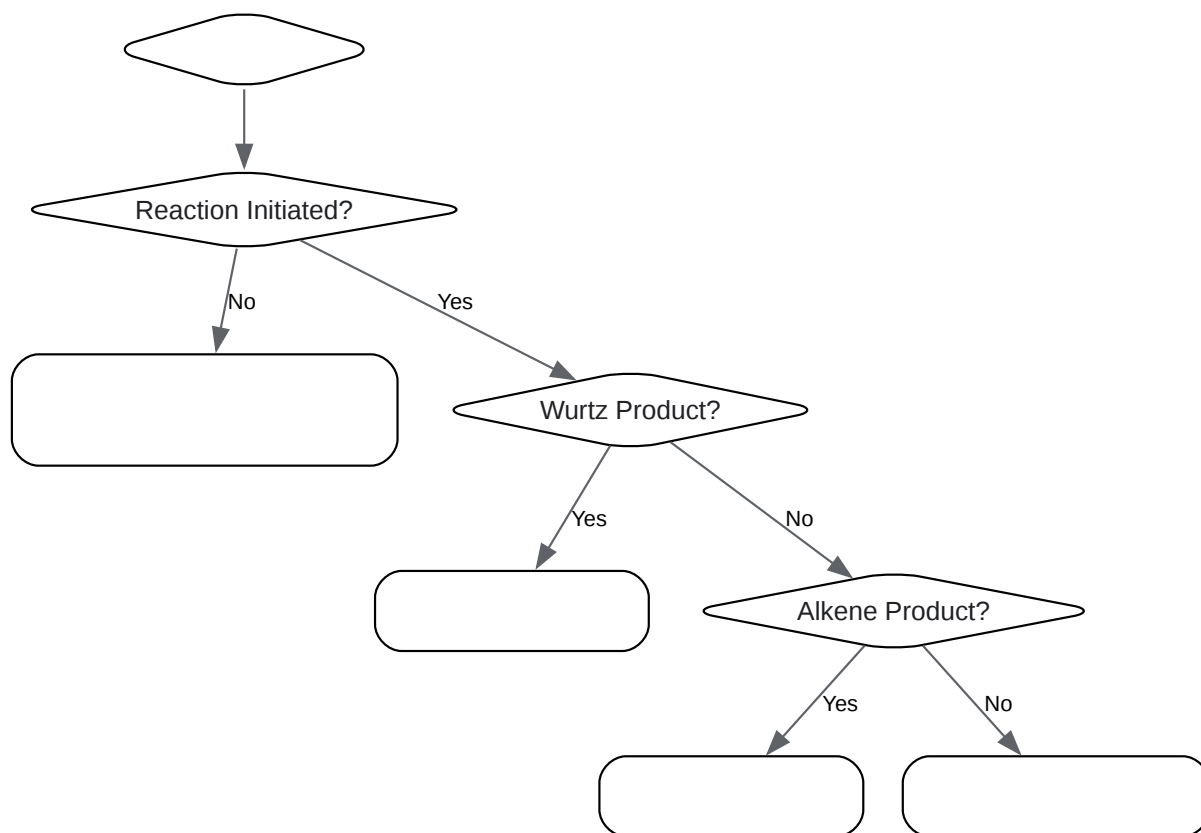 Reaction Initiated?
No
Yes
Wurtz Product?
Yes
No
Alkene Product?
Yes
No